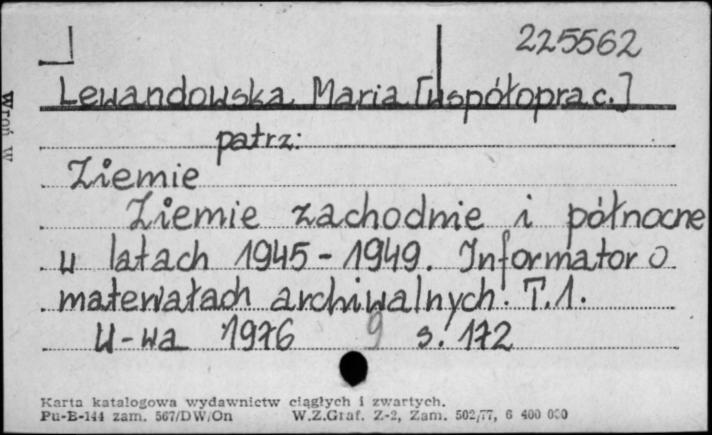 225562
Lewandowska Maria [współoprac.]
patrz:
Ziemie
Ziemie zachodnie i północne
w latach 1945-1949. Informator o
materiałach archiwalnych. T.1.
W-wa 1976 9 s. 172
Karta katalogowa wydawnictw ciągłych i zwartych.
Pu-B-144 zam. 567/DW/On W.Z.Graf. Z-2, Zam. 502/77, 6 400 000